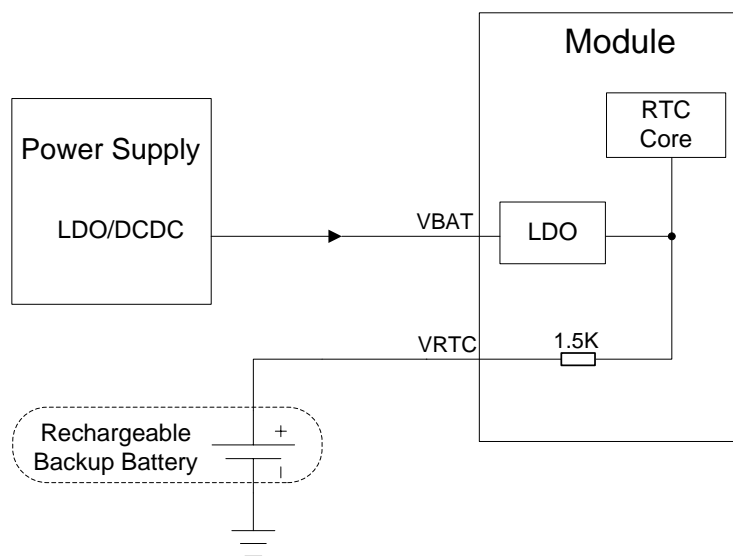 Module
RTC
Core
Power Supply
LDO/DCDC
VBAT
LDO
VRTC
1.5K
Rechargeable
Backup Battery
+
–